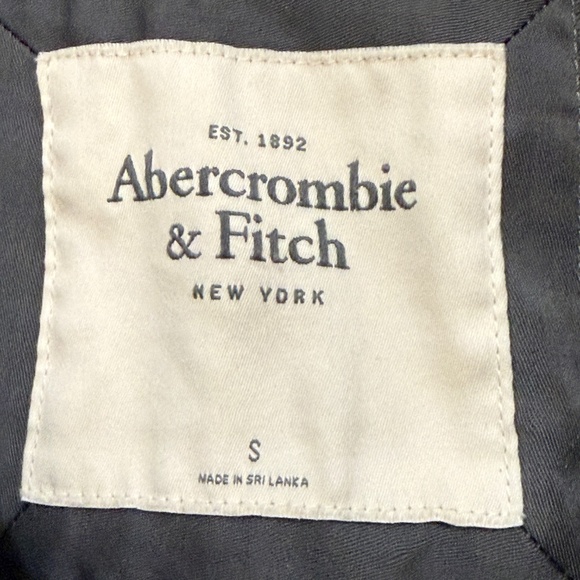 EST. 1892
Abercrombie
& Fitch
NEW YORK
S
MADE IN SRI LANKA